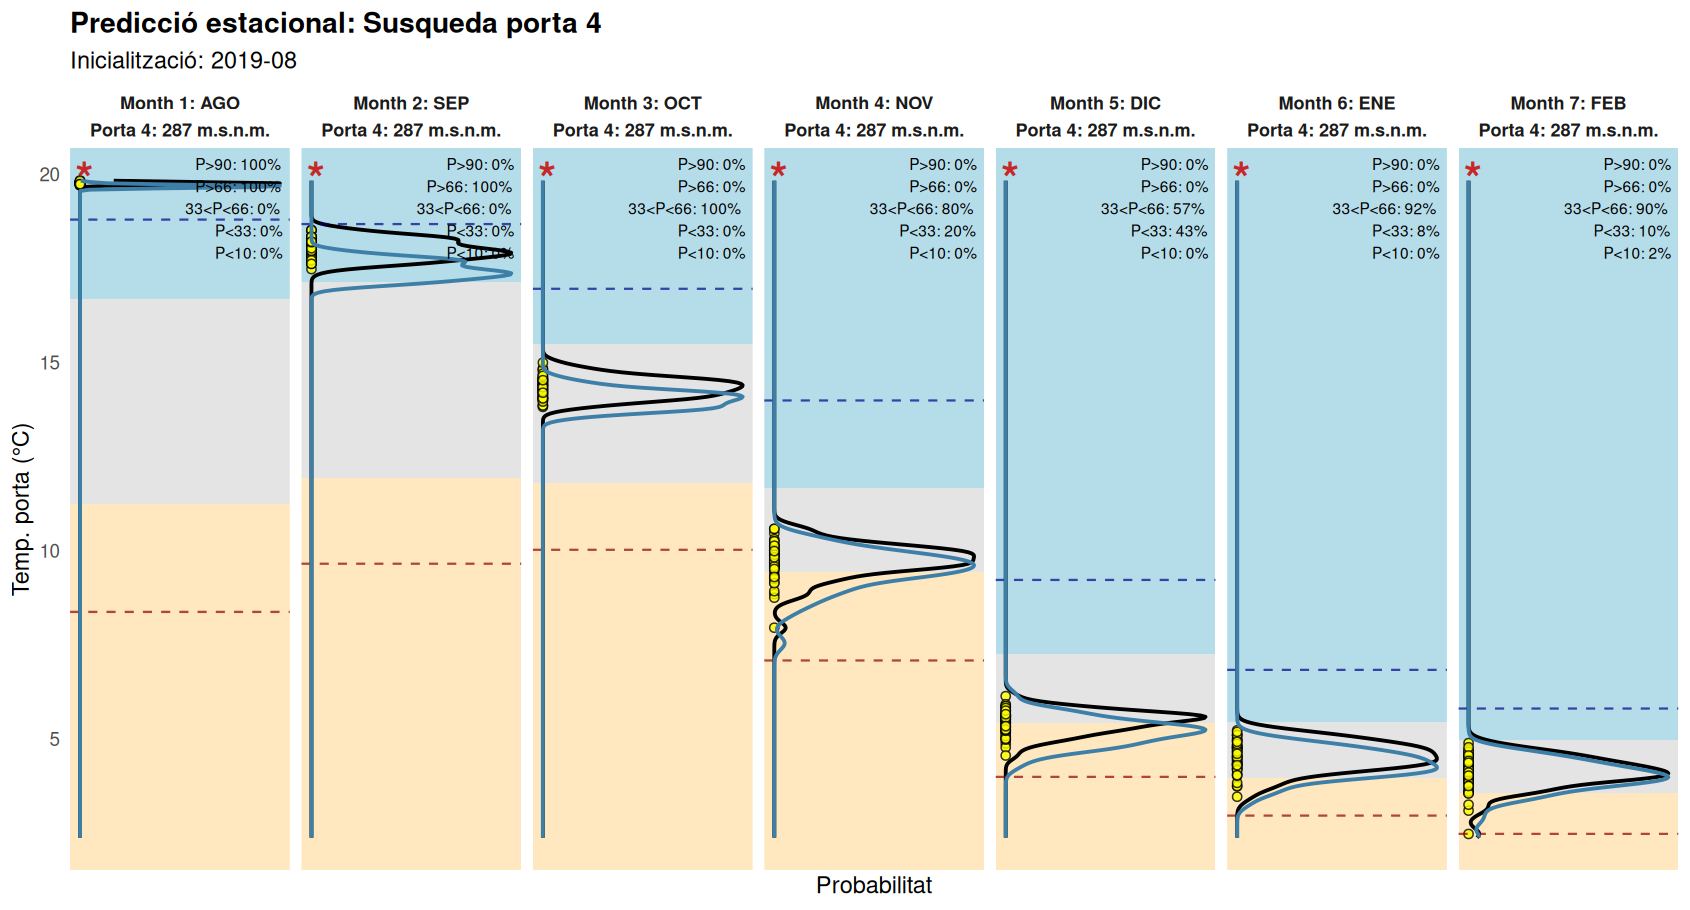 Predicció estacional: Susqueda porta 4
Inicialització: 2019-08
Month 1: AGO
Porta 4: 287 m.s.n.m.
Month 2: SEP
Porta 4: 287 m.s.n.m.
Month 3: OCT
Porta 4: 287 m.s.n.m.
Month 4: NOV
Porta 4: 287 m.s.n.m.
Month 5: DIC
Porta 4: 287 m.s.n.m.
Month 6: ENE
Porta 4: 287 m.s.n.m.
Month 7: FEB
Porta 4: 287 m.s.n.m.
Temp. porta (°C)
20
15
10
5
*
P>90: 100%
P>66: 100%
33<P<66: 0%
P<33: 0%
P<10: 0%
*
P>90: 0%
P>66: 100%
33<P<66: 0%
P<33: 0%
P<10: 0%
*
P>90: 0%
P>66: 0%
33<P<66: 100%
P<33: 0%
P<10: 0%
*
P>90: 0%
P>66: 0%
33<P<66: 80%
P<33: 20%
P<10: 0%
*
P>90: 0%
P>66: 0%
33<P<66: 57%
P<33: 43%
P<10: 0%
*
P>90: 0%
P>66: 0%
33<P<66: 92%
P<33: 8%
P<10: 0%
*
P>90: 0%
P>66: 0%
33<P<66: 90%
P<33: 10%
P<10: 2%
Probabilitat